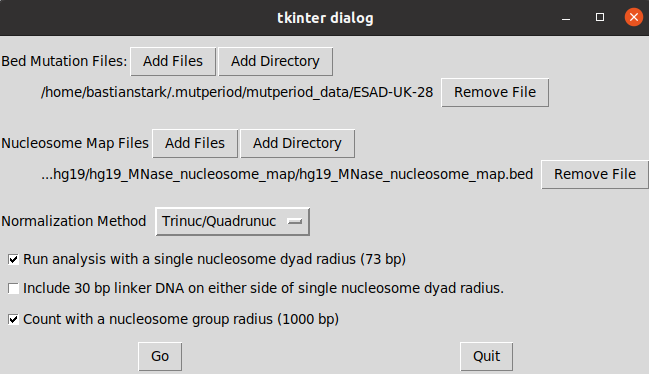 tkinter dialog
Bed Mutation Files: Add Files Add Directory
/home/bastianstark/.mutperiod/mutperiod_data/ESAD-UK-28 Remove File
Nucleosome Map Files Add Files Add Directory
...hg19/hg19_MNase_nucleosome_map/hg19_MNase_nucleosome_map.bed Remove File
Normalization Method Trinuc/Quadrunuc
Run analysis with a single nucleosome dyad radius (73 bp)
Include 30 bp linker DNA on either side of single nucleosome dyad radius.
Count with a nucleosome group radius (1000 bp)
Go Quit